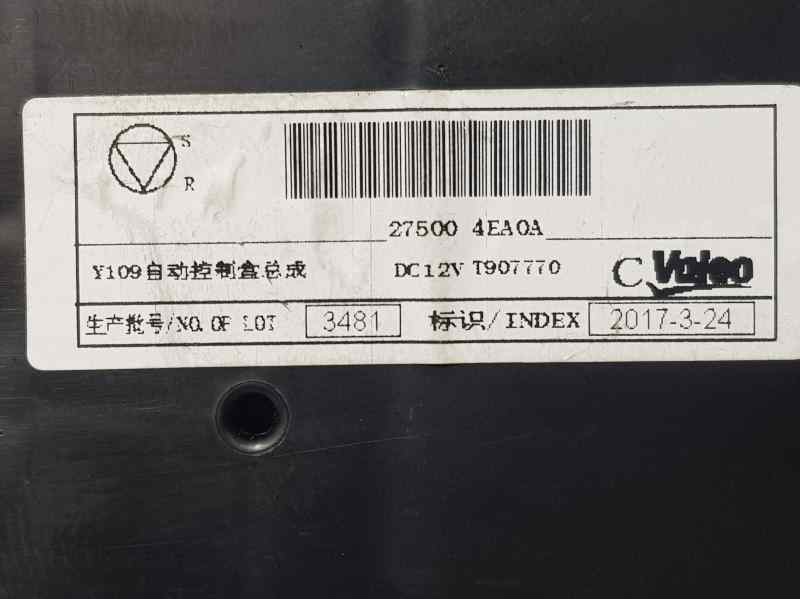 S
R
27500 4EA0A
Y109自动控制盒总成 DC12V T907770 C Valeo
生产批号/NO. OF LOT 3481 标识/INDEX 2017-3-24